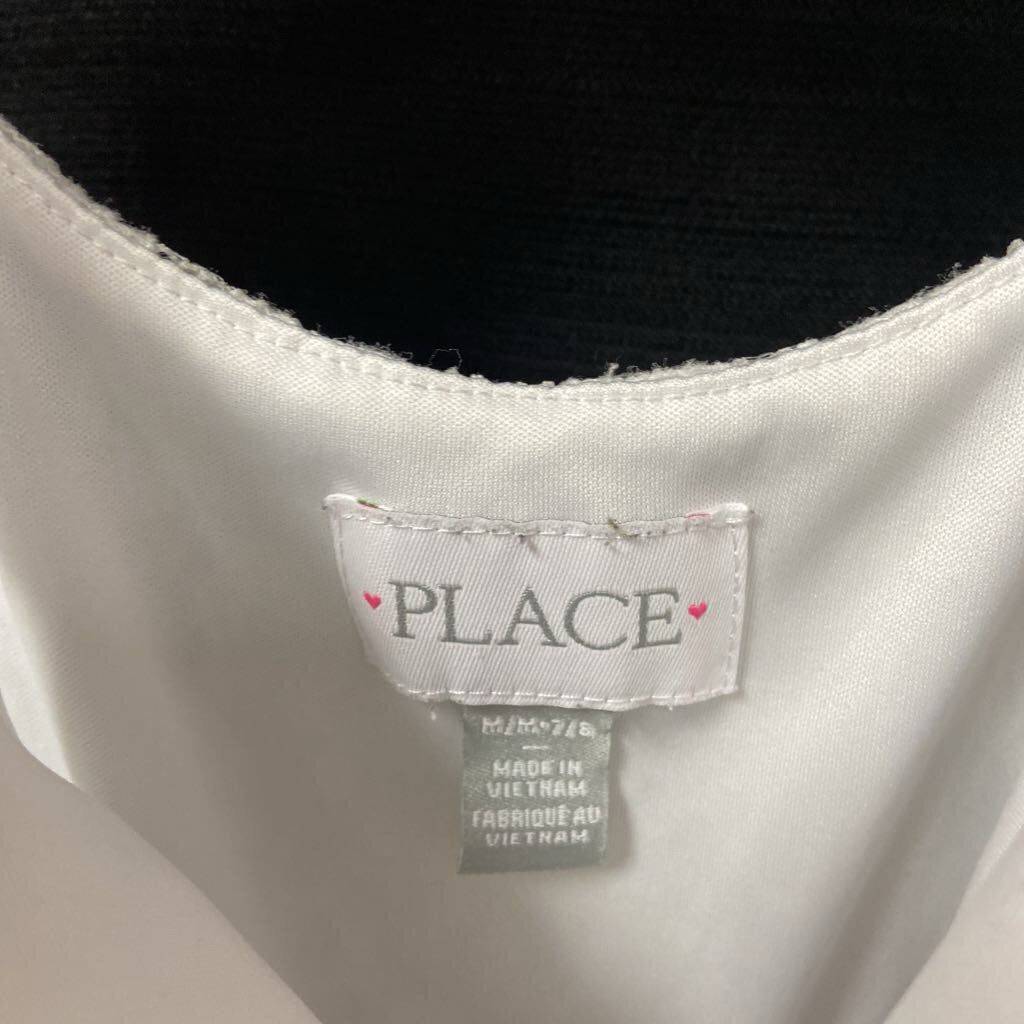 PLACE
M/M•7/8
MADE IN
VIETNAM
FABRIQUÉ AU
VIETNAM